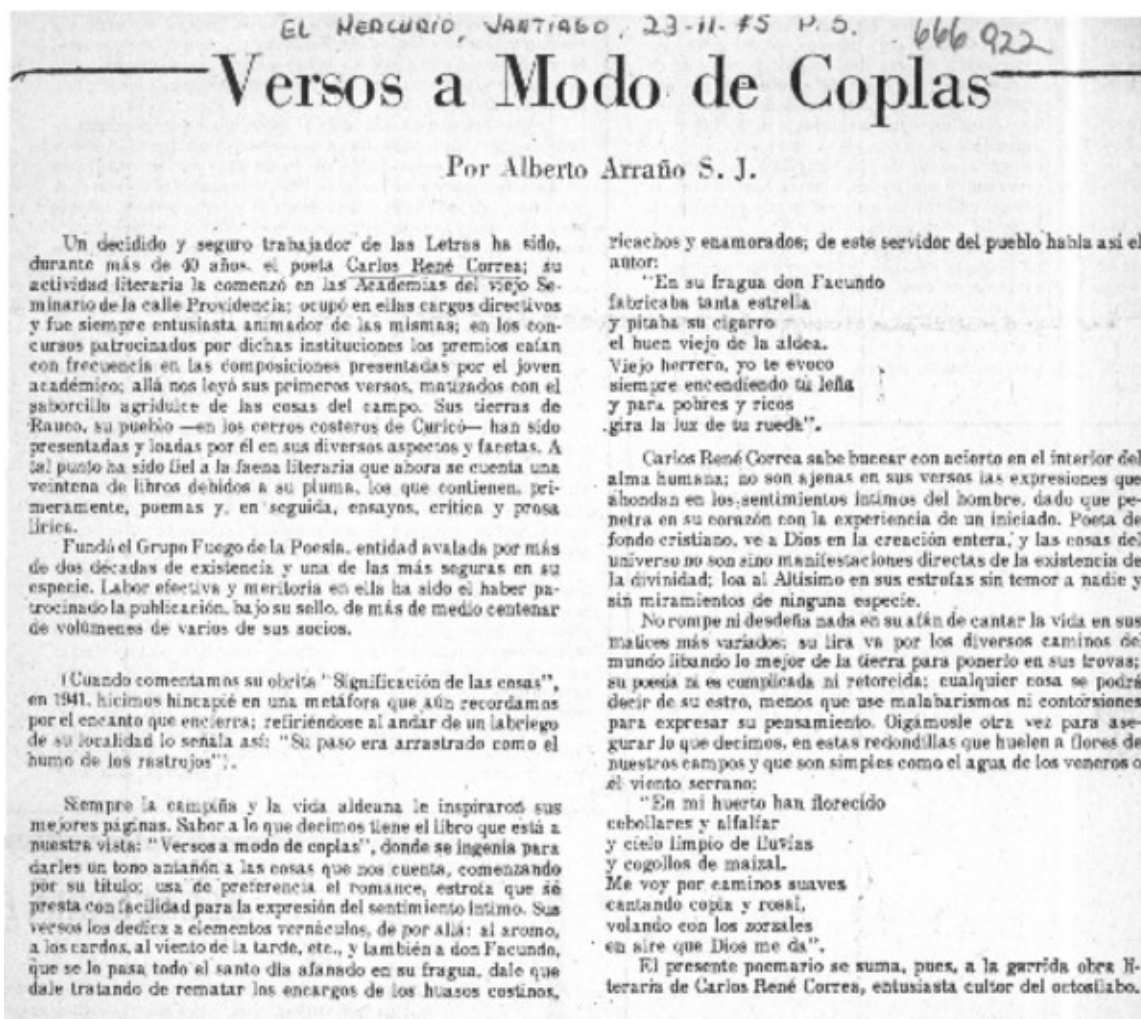 EL MERCURIO, SANTIAGO, 23-11-75 P. 5.
666 922
Versos a Modo de Coplas
Por Alberto Arraño S. J.
Un decidido y seguro trabajador de las Letras ha sido,
durante más de 40 años, el poeta Carlos René Correa; su
actividad literaria la comenzó en las Academias del viejo Se-
minario de la calle Providencia; ocupó en ellas cargos directivos
y fue siempre entusiasta animador de las mismas; en los con-
cursos patrocinados por dichas instituciones los premios caían
con frecuencia en las composiciones presentadas por el joven
académico; allá nos leyó sus primeros versos, matizados con el
saborcillo agridulce de las cosas del campo. Sus tierras de
Rauco, su pueblo —en los cerros costeros de Curicó— han sido
presentadas y loadas por él en sus diversos aspectos y facetas. A
tal punto ha sido fiel a la faena literaria que ahora se cuenta una
veintena de libros debidos a su pluma, los que contienen, pri-
meramente, poemas y, en seguida, ensayos, crítica y prosa
lírica.
Fundó el Grupo Fuego de la Poesía, entidad avalada por más
de dos décadas de existencia y una de las más seguras en su
especie. Labor efectiva y meritoria en ella ha sido el haber pa-
trocinado la publicación, bajo su sello, de más de medio centenar
de volúmenes de varios de sus socios.
(Cuando comentamos su obrita "Significación de las cosas",
en 1941, hicimos hincapié en una metáfora que aún recordamos
por el encanto que encierra; refiriéndose al andar de un labriego
de su localidad lo señala así: "Su paso era arrastrado como el
humo de los rastrojos").
Siempre la campiña y la vida aldeana le inspiraron sus
mejores páginas. Sabor a lo que decimos tiene el libro que está a
nuestra vista: "Versos a modo de coplas", donde se ingenia para
darles un tono antañón a las cosas que nos cuenta, comenzando
por su título; usa de preferencia el romance, estrofa que se
presta con facilidad para la expresión del sentimiento íntimo. Sus
versos los dedica a elementos vernáculos, de por allá: al aromo,
a los cardos, al viento de la tarde, etc., y también a don Facundo,
que se lo pasa todo el santo día afanado en su fragua, dale que
dale tratando de rematar los encargos de los huasos costinos,
ricachos y enamorados; de este servidor del pueblo habla así el
autor:
"En su fragua don Facundo
fabricaba tanta estrella
y pitaba su cigarro
el buen viejo de la aldea.
Viejo herrero, yo te evoco
siempre encendiendo tu leña
y para pobres y ricos
gira la luz de tu rueda".
Carlos René Correa sabe bucear con acierto en el interior del
alma humana; no son ajenas en sus versos las expresiones que
ahondan en los sentimientos íntimos del hombre, dado que pe-
netra en su corazón con la experiencia de un iniciado. Poeta de
fondo cristiano, ve a Dios en la creación entera, y las cosas del
universo no son sino manifestaciones directas de la existencia de
la divinidad; loa al Altísimo en sus estrofas sin temor a nadie y
sin miramientos de ninguna especie.
No rompe ni desdeña nada en su afán de cantar la vida en sus
matices más variados; su lira va por los diversos caminos del
mundo libando lo mejor de la tierra para ponerlo en sus trovas;
su poesía ni es complicada ni retorcida; cualquier cosa se podrá
decir de su estro, menos que use malabarismos ni contorsiones
para expresar su pensamiento. Oigámosle otra vez para ase-
gurar lo que decimos, en estas redondillas que huelen a flores de
nuestros campos y que son simples como el agua de los veneros o
el viento serrano:
"En mi huerto han florecido
cebollares y alfalfar
y cielo limpio de lluvias
y cogollos de maizal.
Me voy por caminos suaves
cantando copla y rosal,
volando con los zorzales
en aire que Dios me da".
El presente poemario se suma, pues, a la garrida obra li-
teraria de Carlos René Correa, entusiasta cultor del octosílabo.